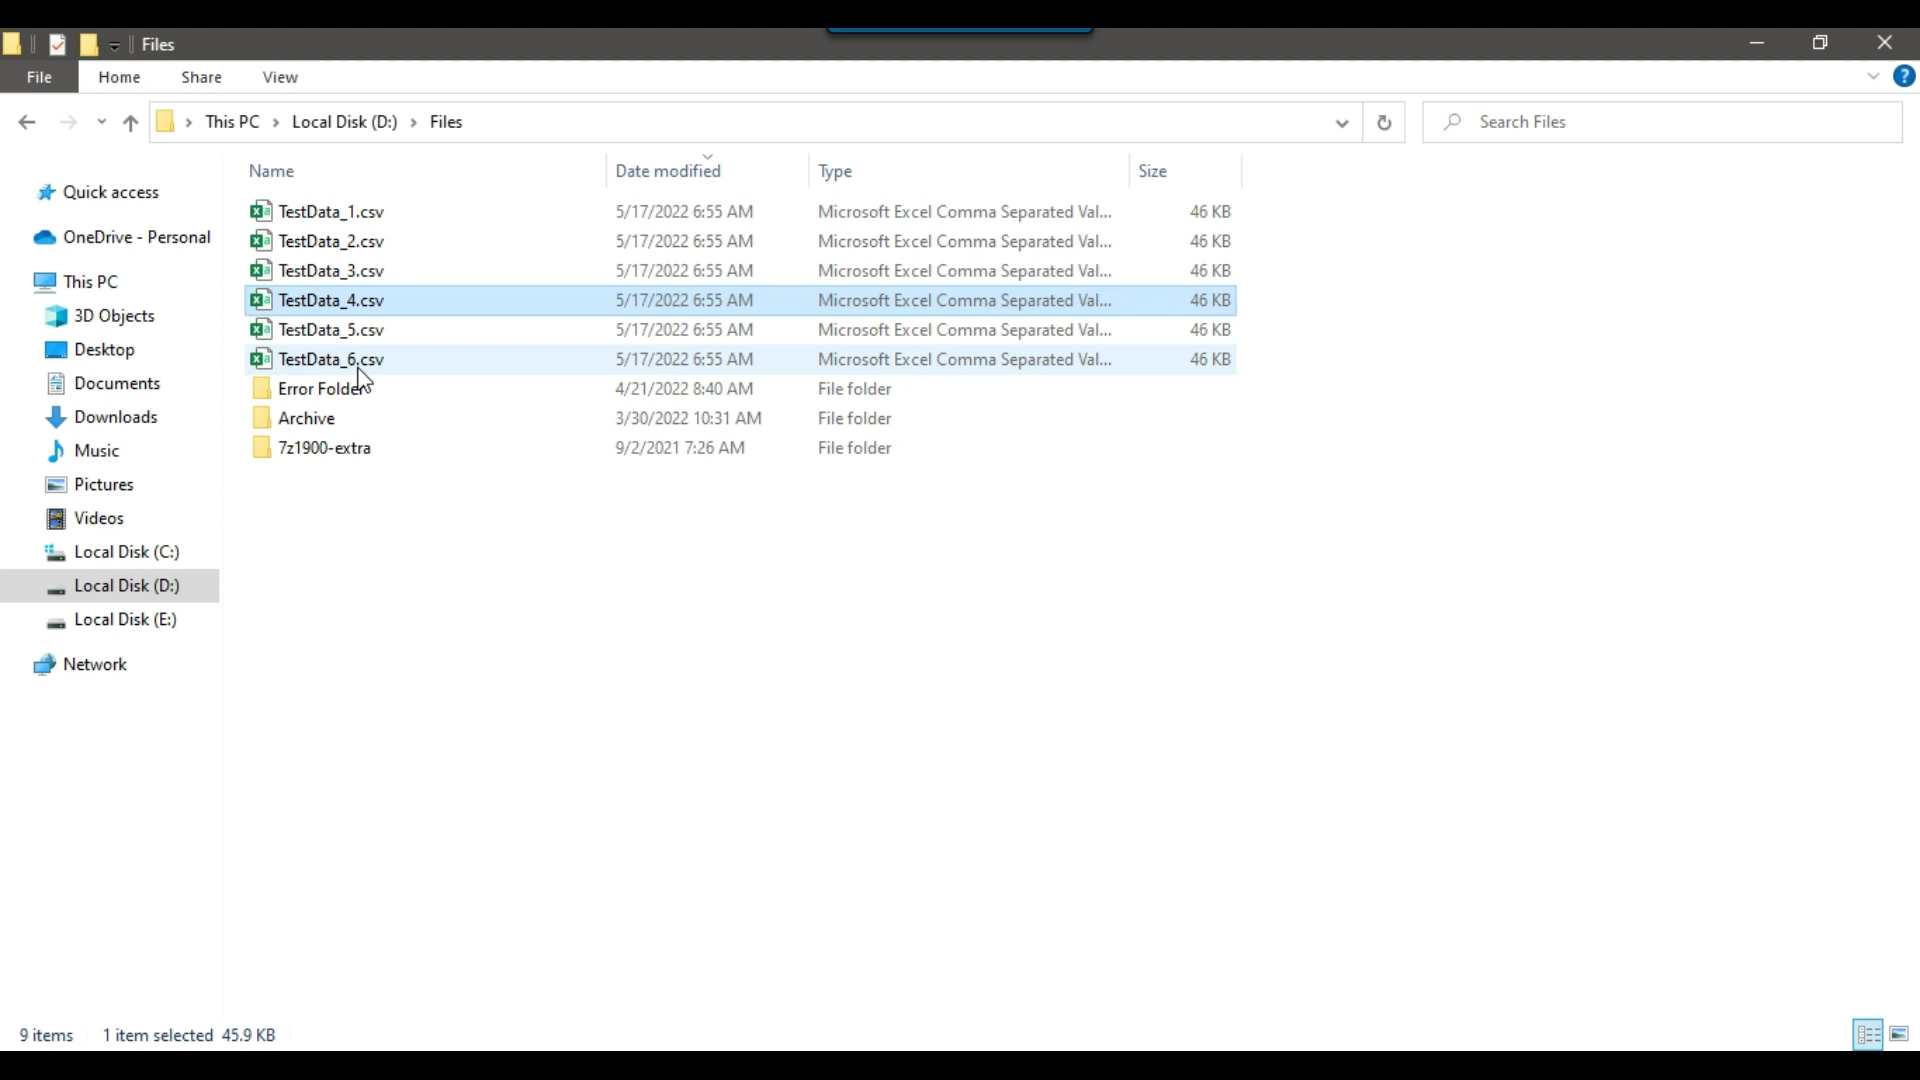 Files
File Home Share View
This PC Local Disk (D:) Files
Search Files
Quick access
OneDrive - Personal
This PC
3D Objects
Desktop
Documents
Downloads
Music
Pictures
Videos
Local Disk (C:)
Local Disk (D:)
Local Disk (E:)
Network
Name Date modified Type Size
TestData_1.csv 5/17/2022 6:55 AM Microsoft Excel Comma Separated Val... 46 KB
TestData_2.csv 5/17/2022 6:55 AM Microsoft Excel Comma Separated Val... 46 KB
TestData_3.csv 5/17/2022 6:55 AM Microsoft Excel Comma Separated Val... 46 KB
TestData_4.csv 5/17/2022 6:55 AM Microsoft Excel Comma Separated Val... 46 KB
TestData_5.csv 5/17/2022 6:55 AM Microsoft Excel Comma Separated Val... 46 KB
TestData_6.csv 5/17/2022 6:55 AM Microsoft Excel Comma Separated Val... 46 KB
Error Folder 4/21/2022 8:40 AM File folder
Archive 3/30/2022 10:31 AM File folder
7z1900-extra 9/2/2021 7:26 AM File folder
9 items 1 item selected 45.9 KB